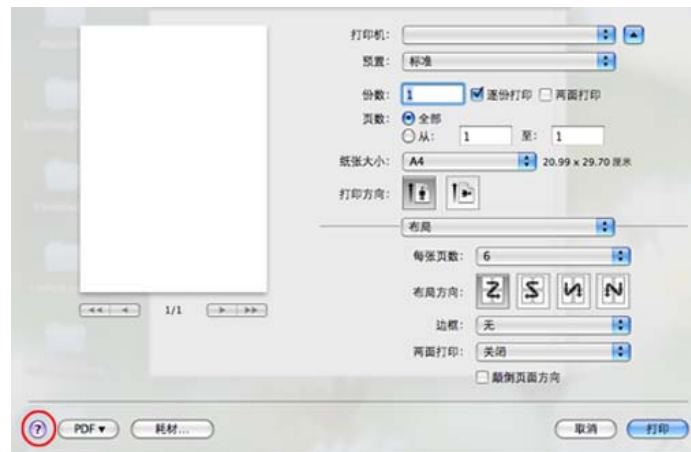 打印机:
预置: 标准
份数: 1 逐份打印 两面打印
页数: 全部
从: 1 至: 1
纸张大小: A4 20.99 x 29.70 厘米
打印方向:
布局
每张页数: 6
布局方向:
1/1
边框: 无
两面打印: 关闭
颠倒页面方向
? PDF▼ 耗材... 取消 打印